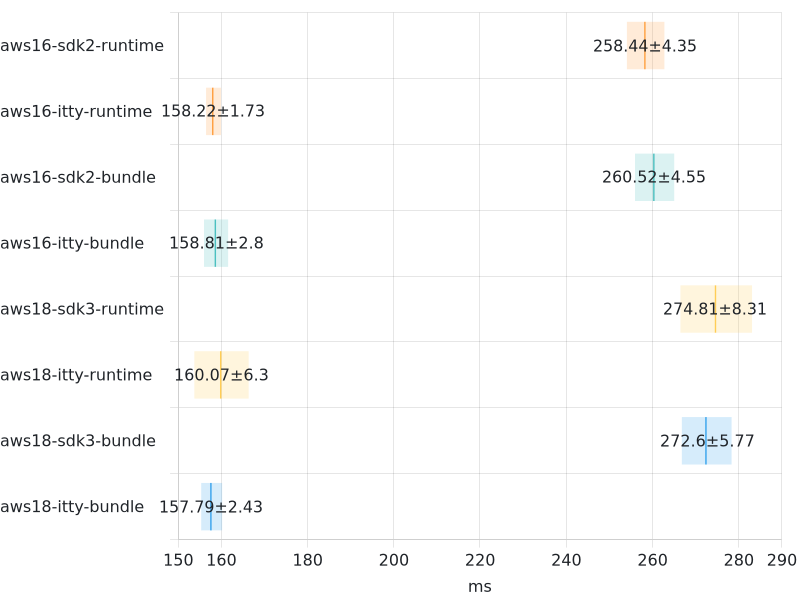 aws16-sdk2-runtime 258.44±4.35
aws16-itty-runtime 158.22±1.73
aws16-sdk2-bundle 260.52±4.55
aws16-itty-bundle 158.81±2.8
aws18-sdk3-runtime 274.81±8.31
aws18-itty-runtime 160.07±6.3
aws18-sdk3-bundle 272.6±5.77
aws18-itty-bundle 157.79±2.43
150 160 180 200 220 240 260 280 290
ms